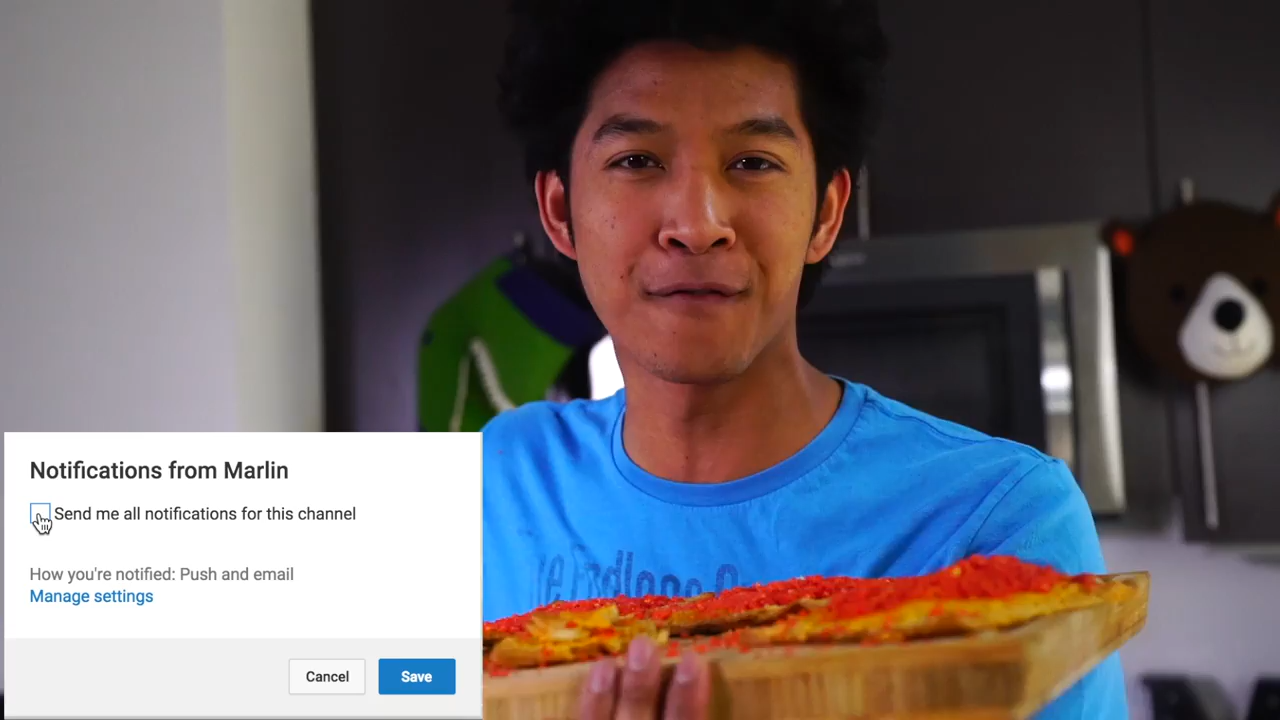 Notifications from Marlin
Send me all notifications for this channel
How you're notified: Push and email
Manage settings
Cancel
Save
Endless